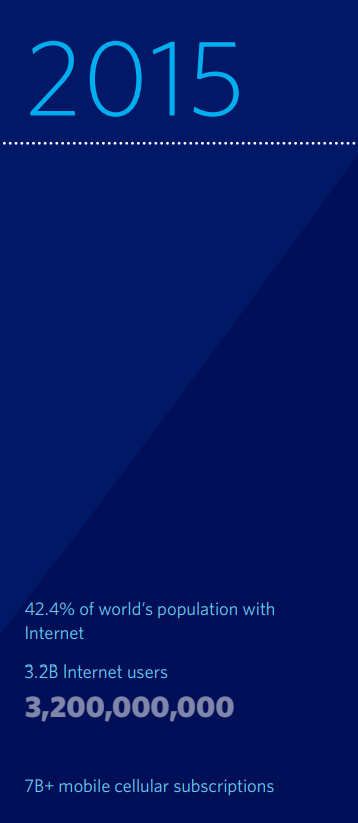 2015
42.4% of world's population with
Internet
3.2B Internet users
3,200,000,000
7B+ mobile cellular subscriptions